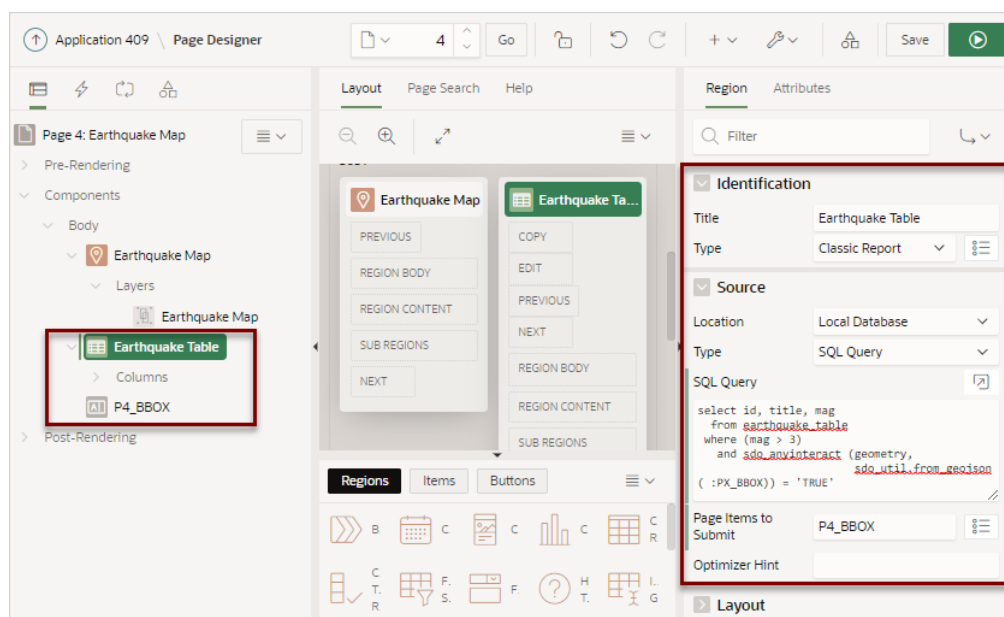 Application 409 \ Page Designer
4
Go
Save
Page 4: Earthquake Map
Pre-Rendering
Components
Body
Earthquake Map
Layers
Earthquake Map
Earthquake Table
Columns
P4_BBOX
Post-Rendering
Layout Page Search Help
Earthquake Map
PREVIOUS
REGION BODY
REGION CONTENT
SUB REGIONS
NEXT
Earthquake Ta...
COPY
EDIT
PREVIOUS
NEXT
REGION BODY
REGION CONTENT
SUB REGIONS
Regions Items Buttons
B C. C C C R
C. T. R F. S. F. H T. I.. G
Region Attributes
Filter
Identification
Title Earthquake Table
Type Classic Report
Source
Location Local Database
Type SQL Query
SQL Query
select id, title, mag
from earthquake_table
where (mag > 3)
and sdo_anyinteract (geometry,
sdo_util.from_geojson
( :PX_BBOX)) = 'TRUE'
Page Items to Submit P4_BBOX
Optimizer Hint
Layout